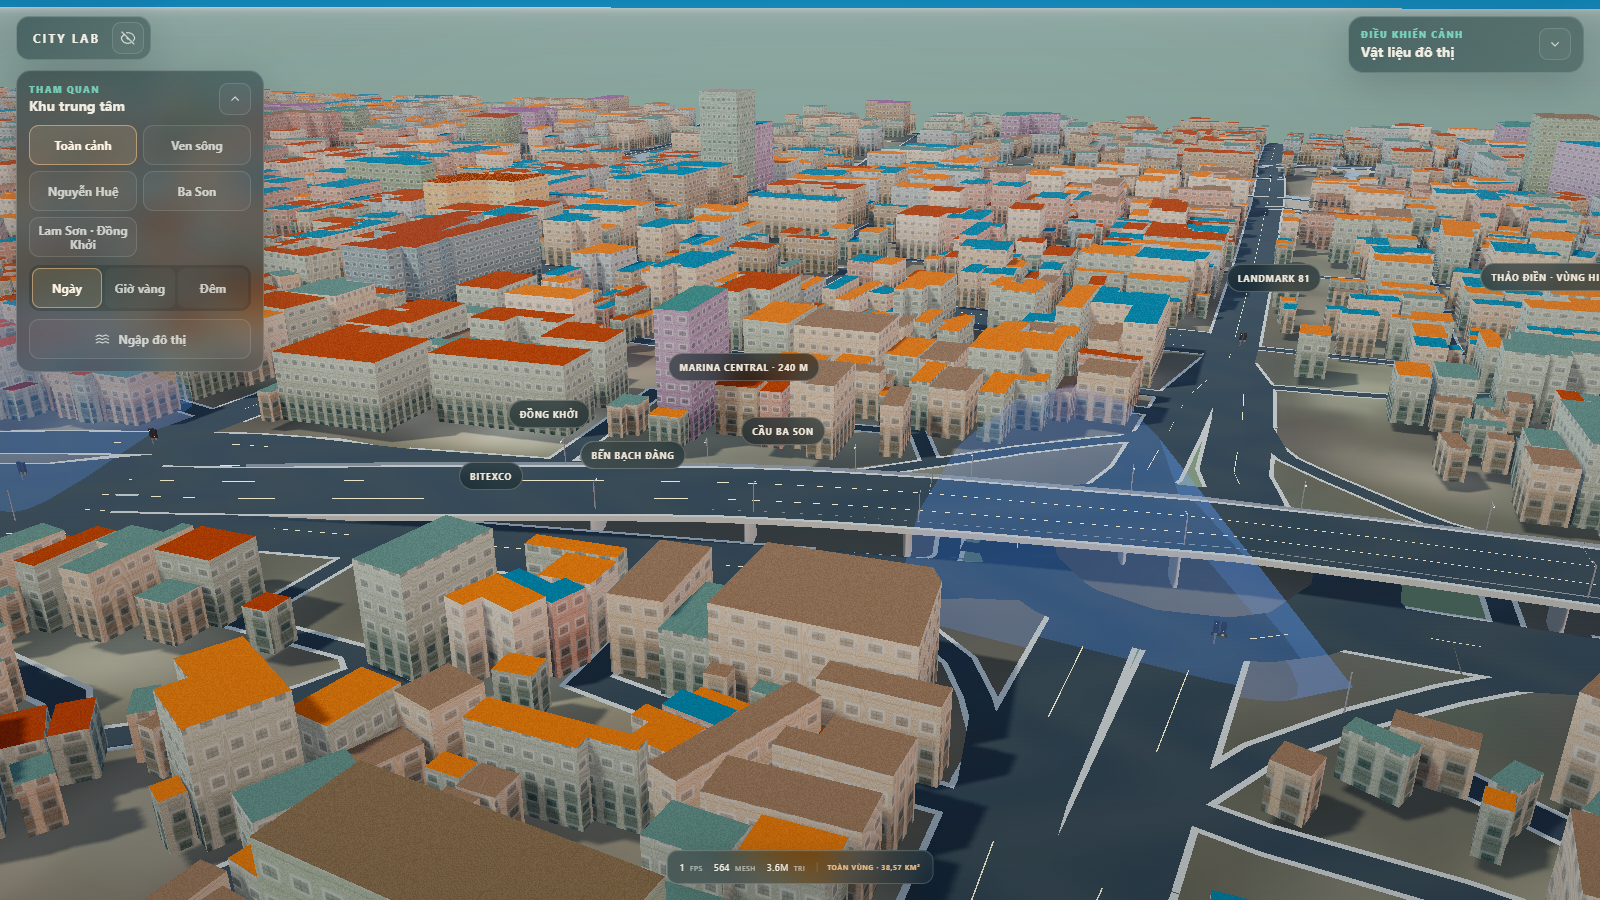 CITY LAB
THAM QUAN
Khu trung tâm
Toàn cảnh
Ven sông
Nguyễn Huệ
Ba Son
Lam Sơn · Đồng
Khởi
Ngày
Giờ vàng
Đêm
Ngập đô thị
ĐIỀU KHIỂN CẢNH
Vật liệu đô thị
LANDMARK 81
THẢO ĐIỀN · VÙNG HI
MARINA CENTRAL · 240 M
ĐỒNG KHỞI
CẦU BA SON
BẾN BẠCH ĐẰNG
BITEXCO
1 FPS 564 MESH 3.6M TRI TOÀN VÙNG · 38,57 KM²